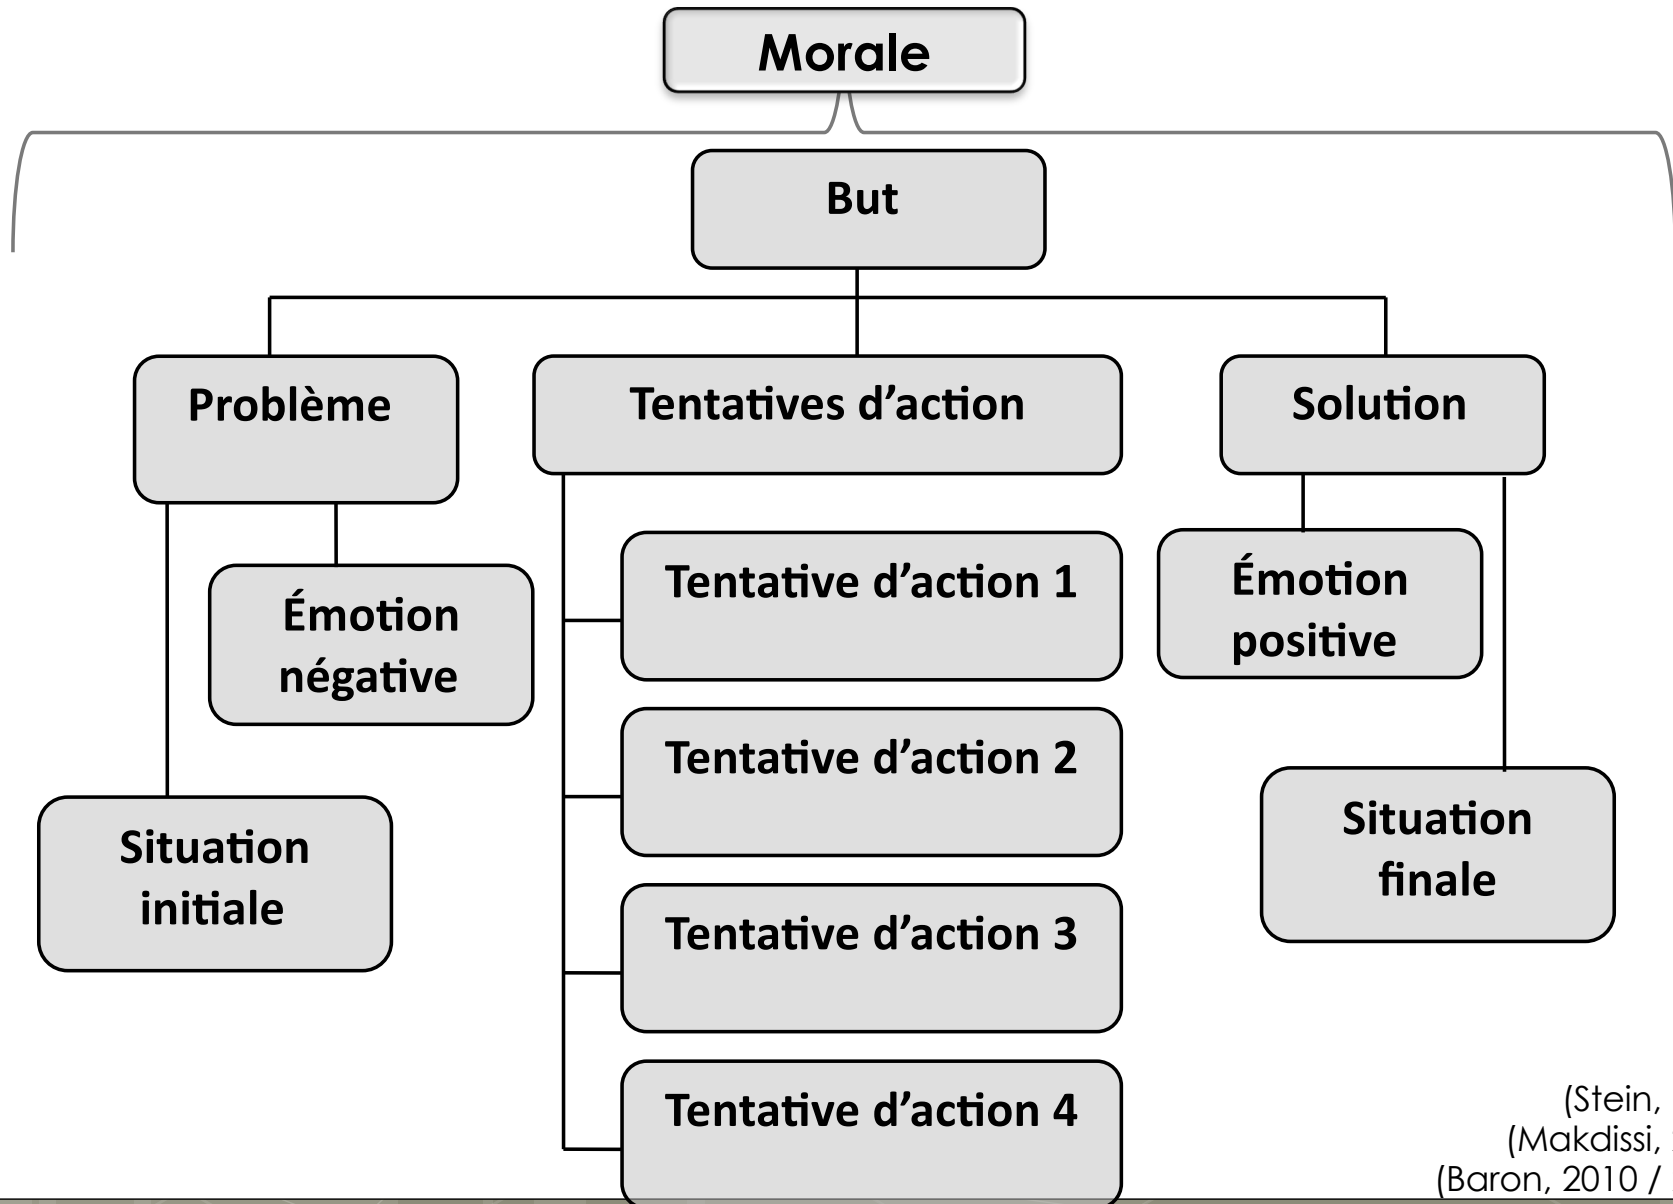 Morale
But
Problème
Tentatives d’action
Solution
Émotion
négative
Situation
initiale
Tentative d’action 1
Tentative d’action 2
Tentative d’action 3
Tentative d’action 4
Émotion
positive
Situation
finale
(Stein,
(Makdissi,
(Baron, 2010 /